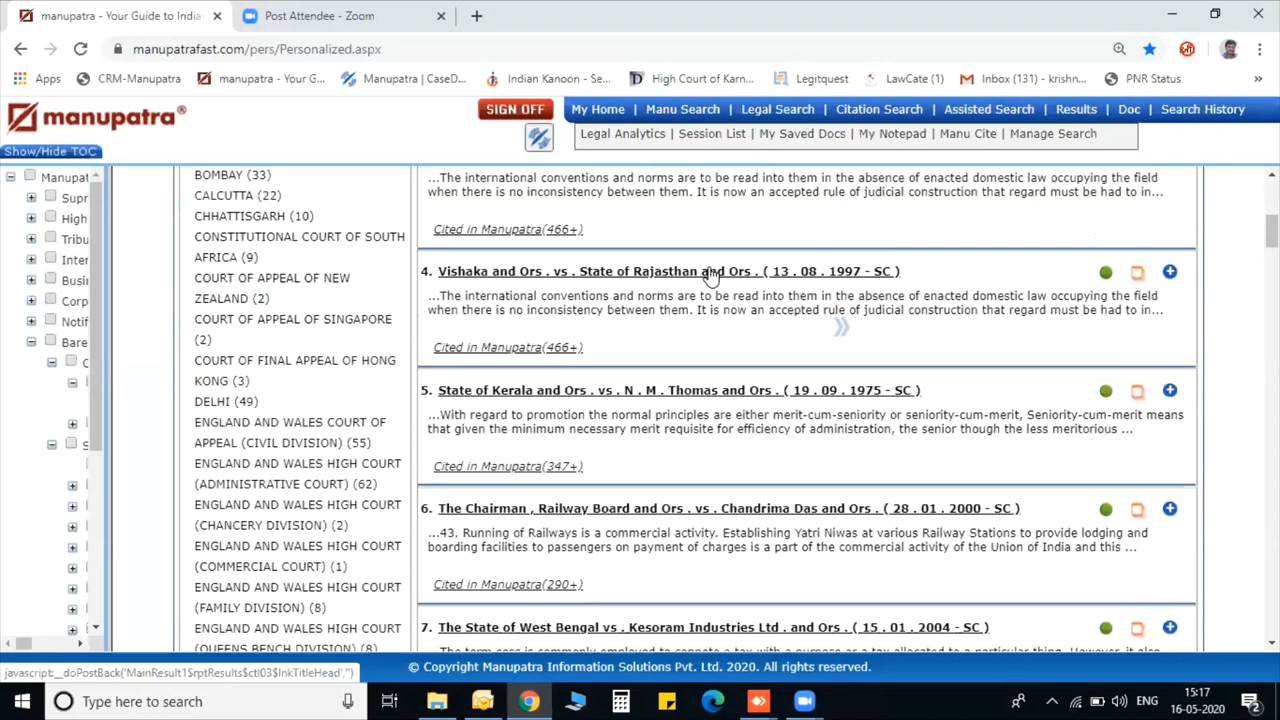 manupatra - Your Guide to India
Post Attendee - Zoom
manupatrafast.com/pers/Personalized.aspx
Apps
CRM-Manupatra
manupatra - Your G...
Manupatra | CaseD...
Indian Kanoon - Se...
High Court of Karn...
Legitquest
LawCate (1)
Inbox (131) - krishn...
PNR Status
manupatra®
SIGN OFF
My Home | Manu Search | Legal Search | Citation Search | Assisted Search | Results | Doc | Search History
Legal Analytics | Session List | My Saved Docs | My Notepad | Manu Cite | Manage Search
Show/Hide TOC
Manupat
Supr
High
Tribu
Inter
Busi
Corp
Notif
Bare
C
S
BOMBAY (33)
CALCUTTA (22)
CHHATTISGARH (10)
CONSTITUTIONAL COURT OF SOUTH
AFRICA (9)
COURT OF APPEAL OF NEW
ZEALAND (2)
COURT OF APPEAL OF SINGAPORE
(2)
COURT OF FINAL APPEAL OF HONG
KONG (3)
DELHI (49)
ENGLAND AND WALES COURT OF
APPEAL (CIVIL DIVISION) (55)
ENGLAND AND WALES HIGH COURT
(ADMINISTRATIVE COURT) (62)
ENGLAND AND WALES HIGH COURT
(CHANCERY DIVISION) (2)
ENGLAND AND WALES HIGH COURT
(COMMERCIAL COURT) (1)
ENGLAND AND WALES HIGH COURT
(FAMILY DIVISION) (8)
ENGLAND AND WALES HIGH COURT
(QUEENS BENCH DIVISION) (8)
...The international conventions and norms are to be read into them in the absence of enacted domestic law occupying the field
when there is no inconsistency between them. It is now an accepted rule of judicial construction that regard must be had to in...
Cited in Manupatra(466+)
4. Vishaka and Ors . vs . State of Rajasthan and Ors . ( 13 . 08 . 1997 - SC )
...The international conventions and norms are to be read into them in the absence of enacted domestic law occupying the field
when there is no inconsistency between them. It is now an accepted rule of judicial construction that regard must be had to in...
Cited in Manupatra(466+)
5. State of Kerala and Ors . vs . N . M . Thomas and Ors . ( 19 . 09 . 1975 - SC )
...With regard to promotion the normal principles are either merit-cum-seniority or seniority-cum-merit, Seniority-cum-merit means
that given the minimum necessary merit requisite for efficiency of administration, the senior though the less meritorious ...
Cited in Manupatra(347+)
6. The Chairman , Railway Board and Ors . vs . Chandrima Das and Ors . ( 28 . 01 . 2000 - SC )
...43. Running of Railways is a commercial activity. Establishing Yatri Niwas at various Railway Stations to provide lodging and
boarding facilities to passengers on payment of charges is a part of the commercial activity of the Union of India and this ...
Cited in Manupatra(290+)
7. The State of West Bengal vs . Kesoram Industries Ltd . and Ors . ( 15 . 01 . 2004 - SC )
© Copyright Manupatra Information Solutions Pvt. Ltd. 2020. All rights reserved.
javascript:__doPostBack('MainResult1$rptResults$ctl03$lnkTitleHead','')
Type here to search
ENG
15:17
16-05-2020
2